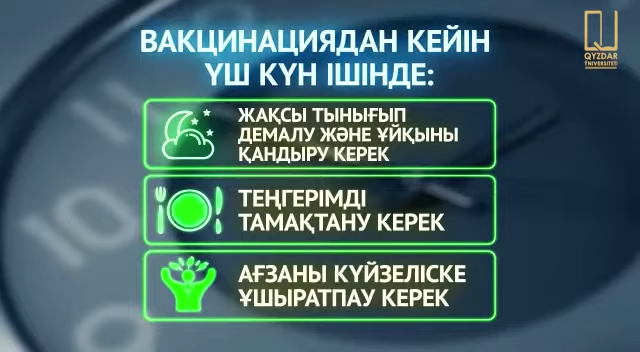 ВАКЦИНАЦИЯДАН КЕЙІН
ҮШ КҮН ІШІНДЕ:
QYZDAR
UNIVERSITETI
ЖАҚСЫ ТЫНЫҒЫП
ДЕМАЛУ ЖӘНЕ ҰЙҚЫНЫ
ҚАНДЫРУ КЕРЕК
ТЕҢГЕРІМДІ
ТАМАҚТАНУ КЕРЕК
АҒЗАНЫ КҮЙЗЕЛІСКЕ
ҰШЫРАТПАУ КЕРЕК
10